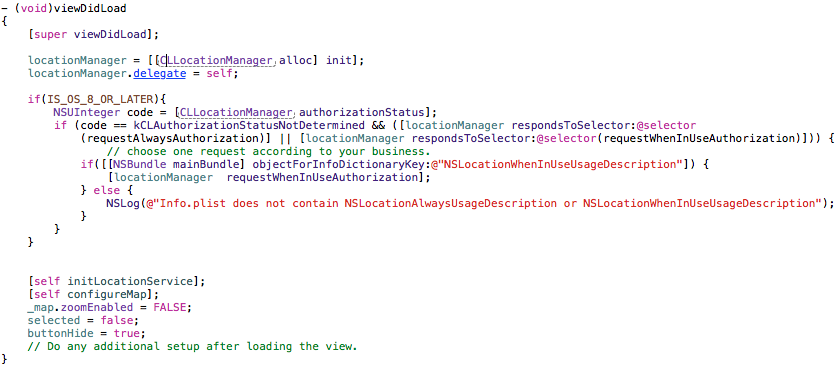 - (void)viewDidLoad
{
    [super viewDidLoad];

    locationManager = [[CLLocationManager alloc] init];
    locationManager.delegate = self;

    if(IS_OS_8_OR_LATER){
        NSUInteger code = [CLLocationManager authorizationStatus];
        if (code == kCLAuthorizationStatusNotDetermined && ([locationManager respondsToSelector:@selector
            (requestAlwaysAuthorization)] || [locationManager respondsToSelector:@selector(requestWhenInUseAuthorization)])) {
                // choose one request according to your business.
            if([[NSBundle mainBundle] objectForInfoDictionaryKey:@"NSLocationWhenInUseUsageDescription"]) {
                [locationManager  requestWhenInUseAuthorization];
            } else {
                NSLog(@"Info.plist does not contain NSLocationAlwaysUsageDescription or NSLocationWhenInUseUsageDescription");
            }
        }
    }


    [self initLocationService];
    [self configureMap];
    _map.zoomEnabled = FALSE;
    selected = false;
    buttonHide = true;
    // Do any additional setup after loading the view.
}